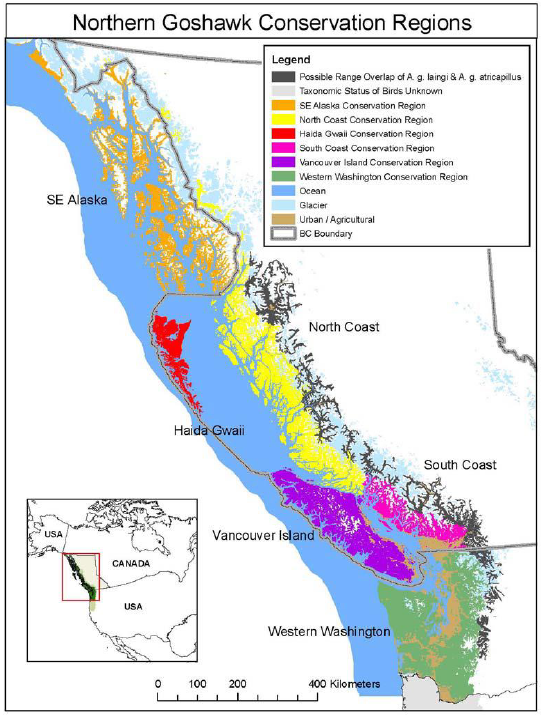 Northern Goshawk Conservation Regions
Legend
Possible Range Overlap of A. g. laingi & A. g. atricapillus
Taxonomic Status of Birds Unknown
SE Alaska Conservation Region
North Coast Conservation Region
Haida Gwaii Conservation Region
South Coast Conservation Region
Vancouver Island Conservation Region
Western Washington Conservation Region
Ocean
Glacier
Urban / Agricultural
BC Boundary
SE Alaska
North Coast
Haida Gwaii
South Coast
Vancouver Island
Western Washington
USA
CANADA
USA
0 100 200 400 Kilometers